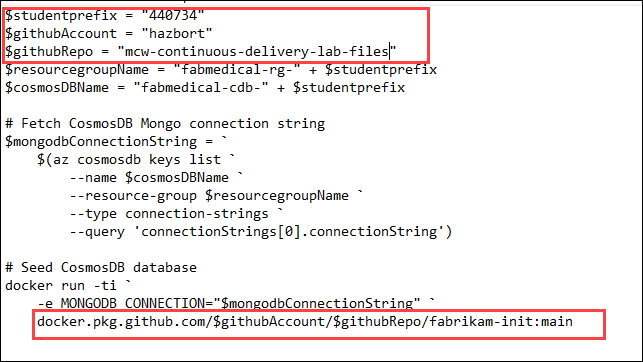 $studentprefix = "440734"
$githubAccount = "hazbort"
$githubRepo = "mcw-continuous-delivery-lab-files"
$resourcegroupName = "fabmedical-rg-" + $studentprefix
$cosmosDBName = "fabmedical-cdb-" + $studentprefix

# Fetch CosmosDB Mongo connection string
$mongodbConnectionString = `
    $(az cosmosdb keys list `
        --name $cosmosDBName `
        --resource-group $resourcegroupName `
        --type connection-strings `
        --query 'connectionStrings[0].connectionString')

# Seed CosmosDB database
docker run -ti `
    -e MONGODB_CONNECTION="$mongodbConnectionString" `
    docker.pkg.github.com/$githubAccount/$githubRepo/fabrikam-init:main